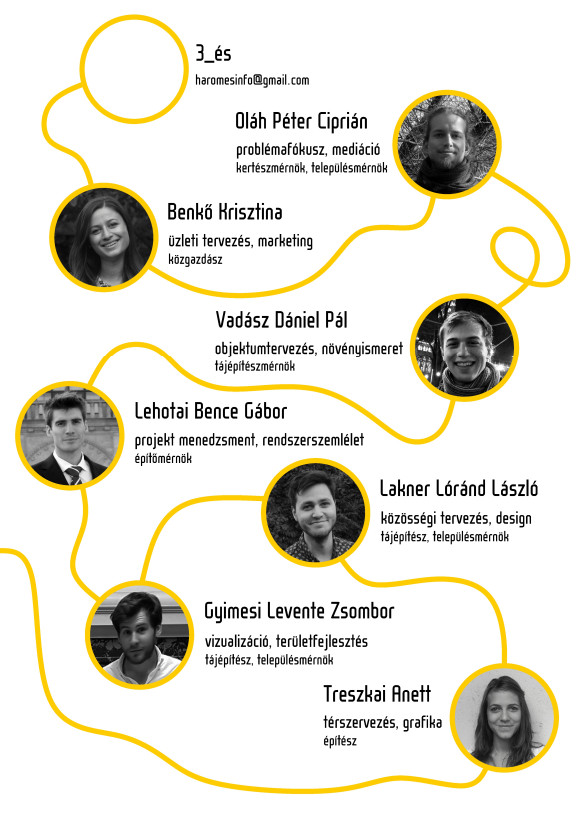 3_és
haromesinfo@gmail.com
Oláh Péter Ciprián
problémafókusz, mediáció
kertészmérnök, településmérnök
Benkő Krisztina
üzleti tervezés, marketing
közgazdász
Vadász Dániel Pál
objektumtervezés, növényismeret
tájépítészmérnök
Lehotai Bence Gábor
projekt menedzsment, rendszerszemlélet
építőmérnök
Lakner Lóránd László
közösségi tervezés, design
tájépítész, településmérnök
Gyimesi Levente Zsombor
vizualizáció, területfejlesztés
tájépítész, településmérnök
Treszkai Anett
térszervezés, grafika
építész